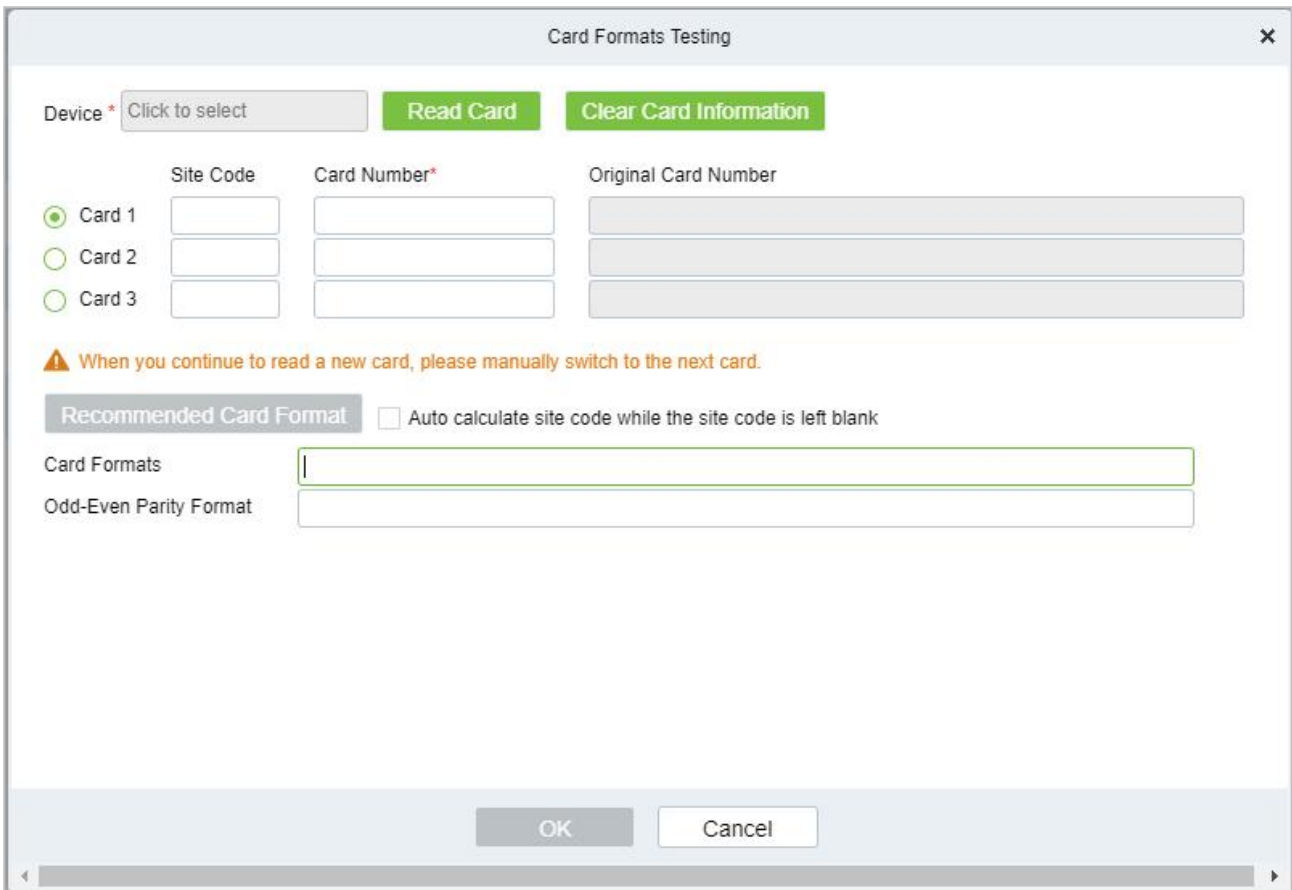 Card Formats Testing
Device * Click to select Read Card Clear Card Information
Site Code Card Number* Original Card Number
Card 1
Card 2
Card 3
When you continue to read a new card, please manually switch to the next card.
Recommended Card Format Auto calculate site code while the site code is left blank
Card Formats
Odd-Even Parity Format
OK Cancel